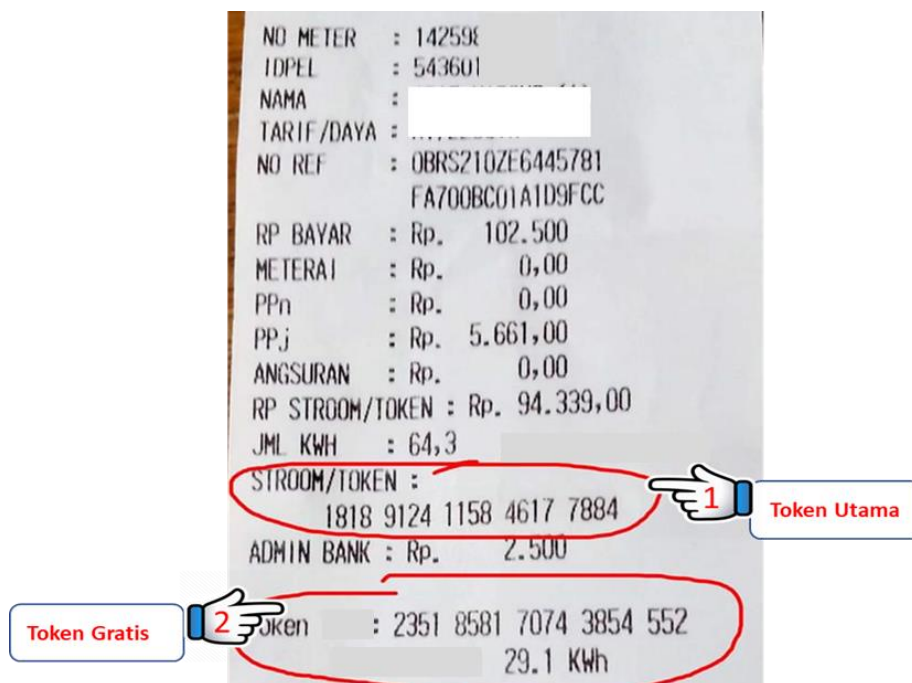 NO METER : 142598
IDPEL : 543601
NAMA :
TARIF/DAYA :
NO REF : 0BRS210ZE6445781
FA700BC01A1D9FCC
RP BAYAR : Rp. 102.500
METERAI : Rp. 0,00
PPn : Rp. 0,00
PPj : Rp. 5.661,00
ANGSURAN : Rp. 0,00
RP STROOM/TOKEN : Rp. 94.339,00
JML KWH : 64,3
STROOM/TOKEN :
1818 9124 1158 4617 7884
1
Token Utama
ADMIN BANK : Rp. 2.500
Token Gratis
2
Token : 2351 8581 7074 3854 552
29.1 KWh